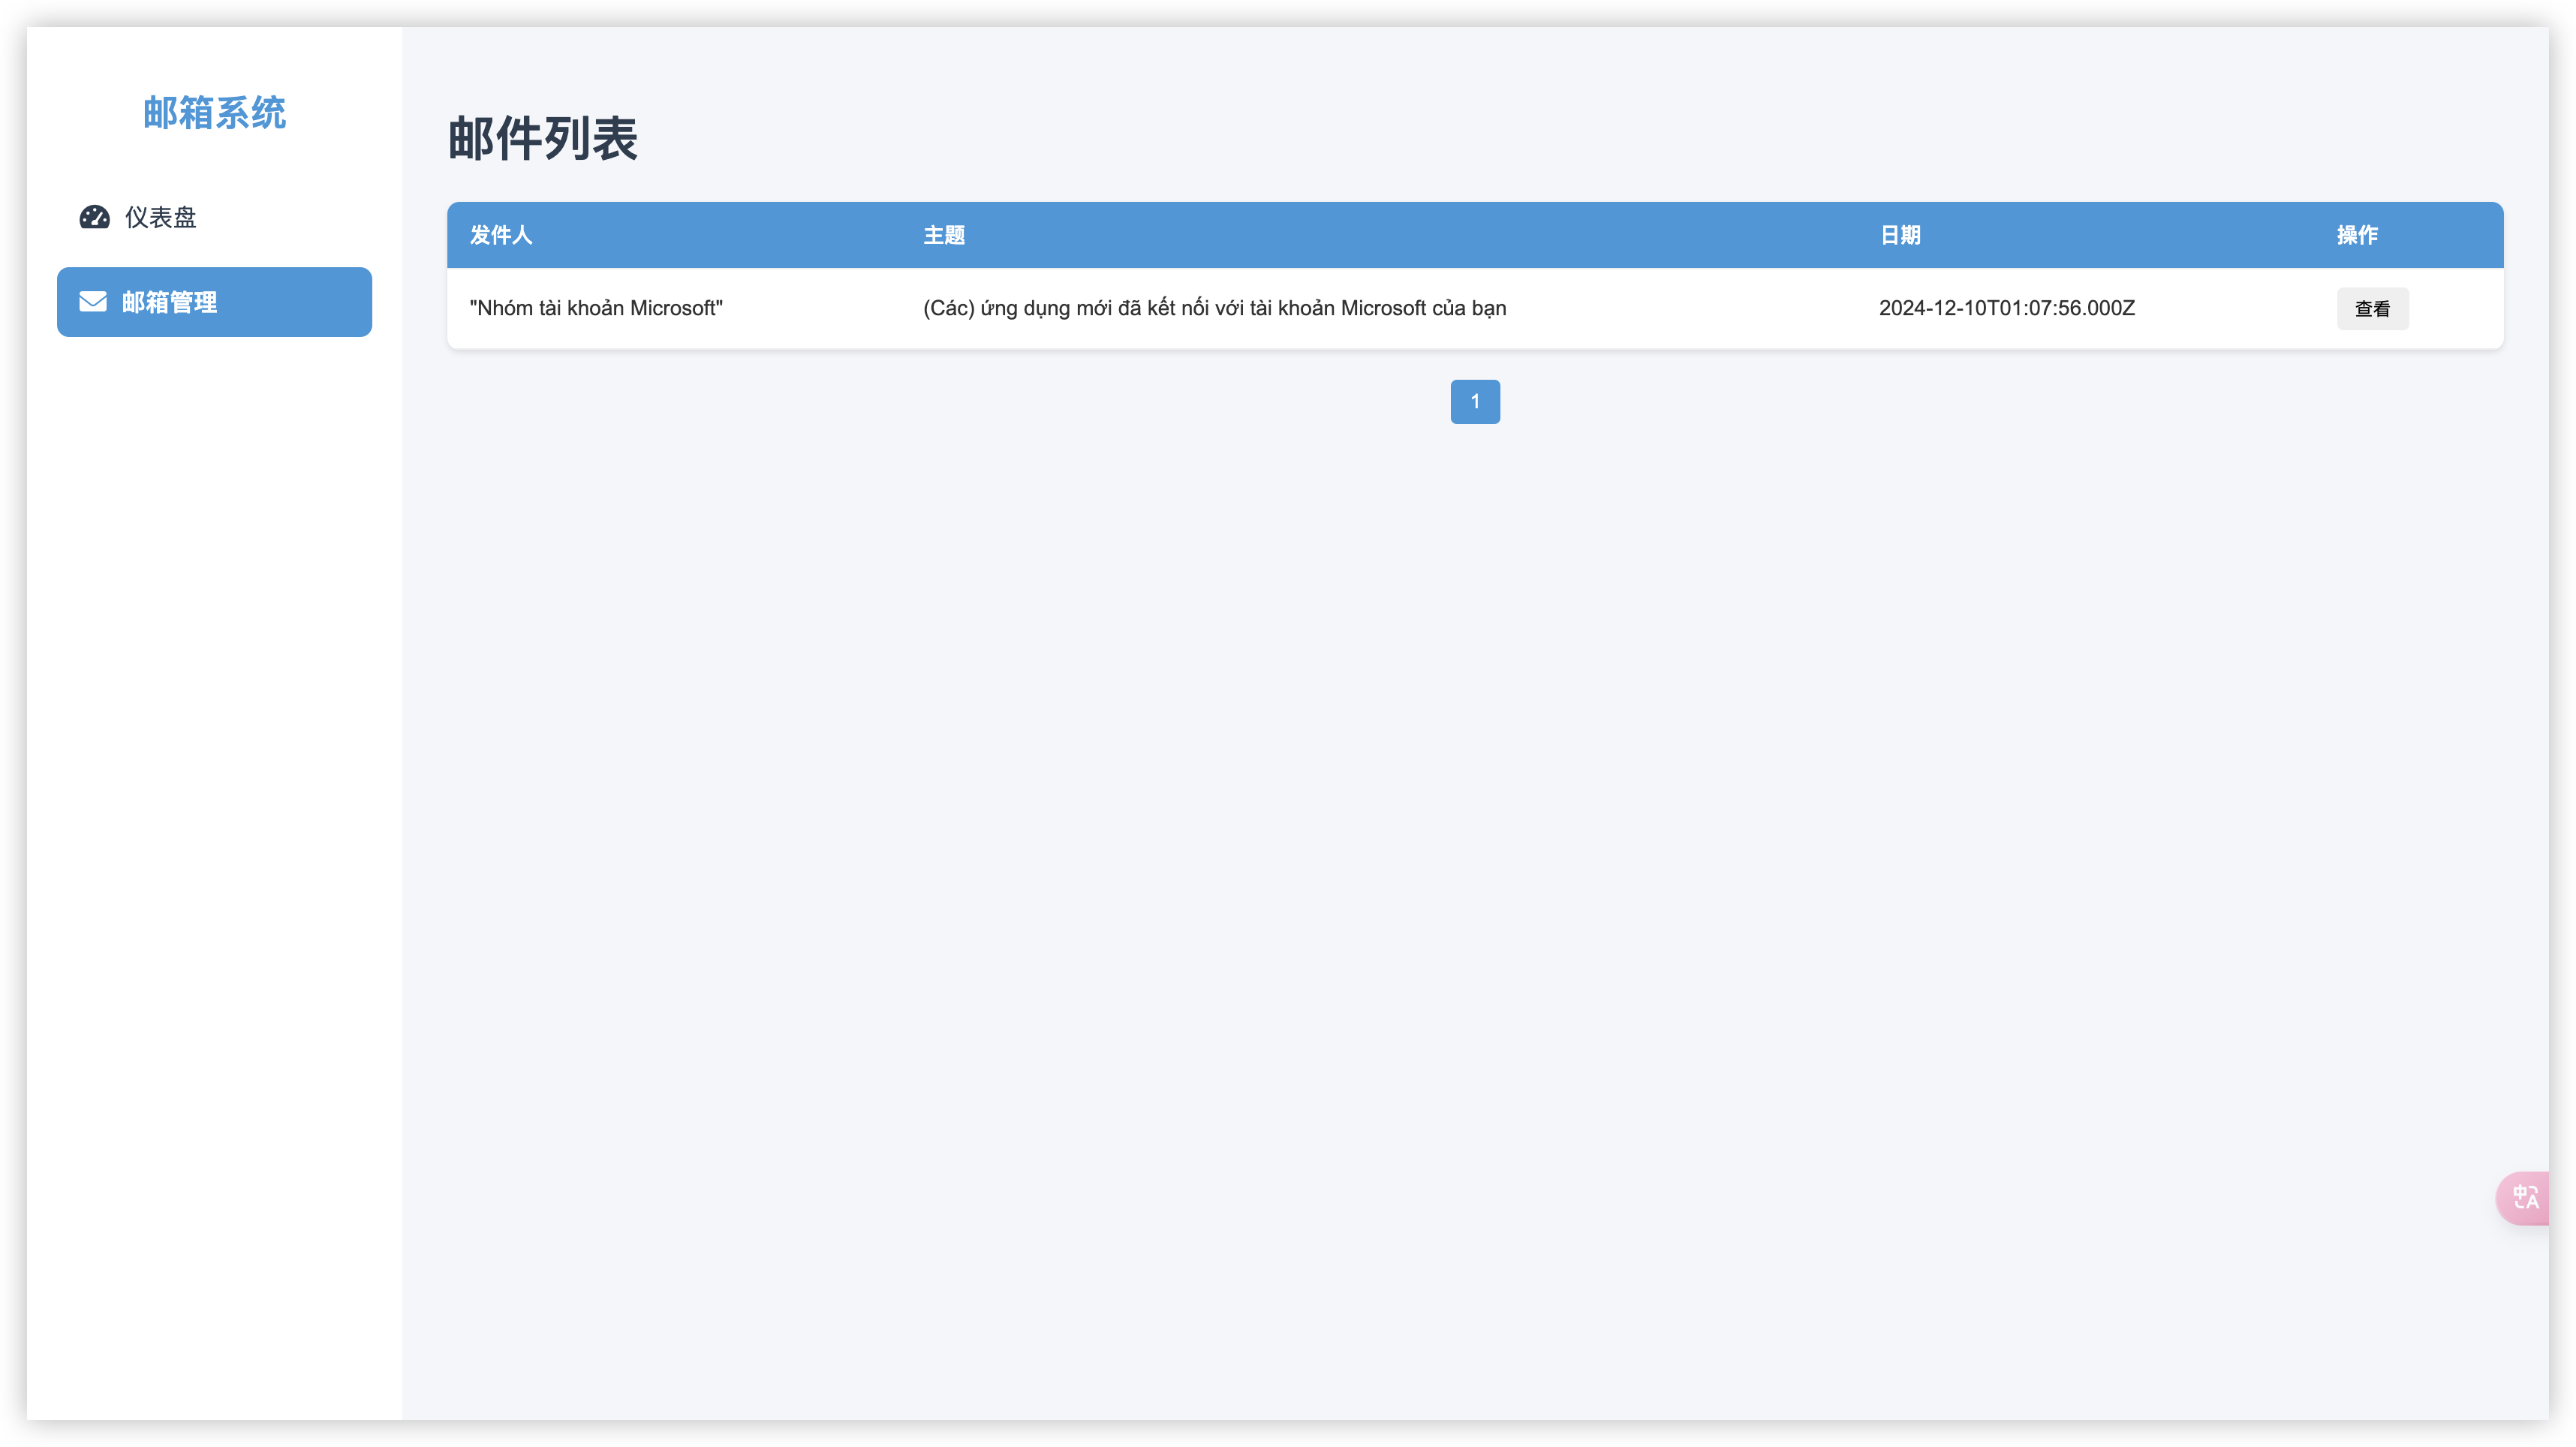 邮箱系统
仪表盘
邮箱管理
邮件列表
发件人 主题 日期 操作
"Nhóm tài khoản Microsoft" (Các) ứng dụng mới đã kết nối với tài khoản Microsoft của bạn 2024-12-10T01:07:56.000Z 查看
1
中A